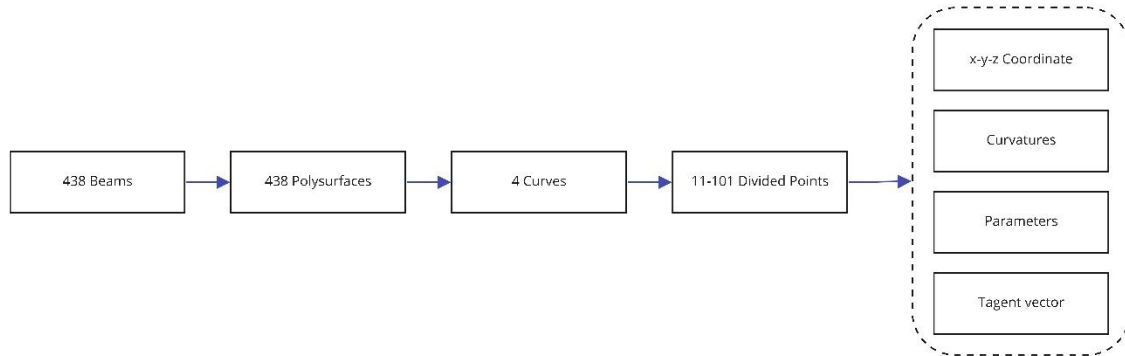 438 Beams
438 Polysurfaces
4 Curves
11-101 Divided Points
x-y-z Coordinate
Curvatures
Parameters
Tagent vector